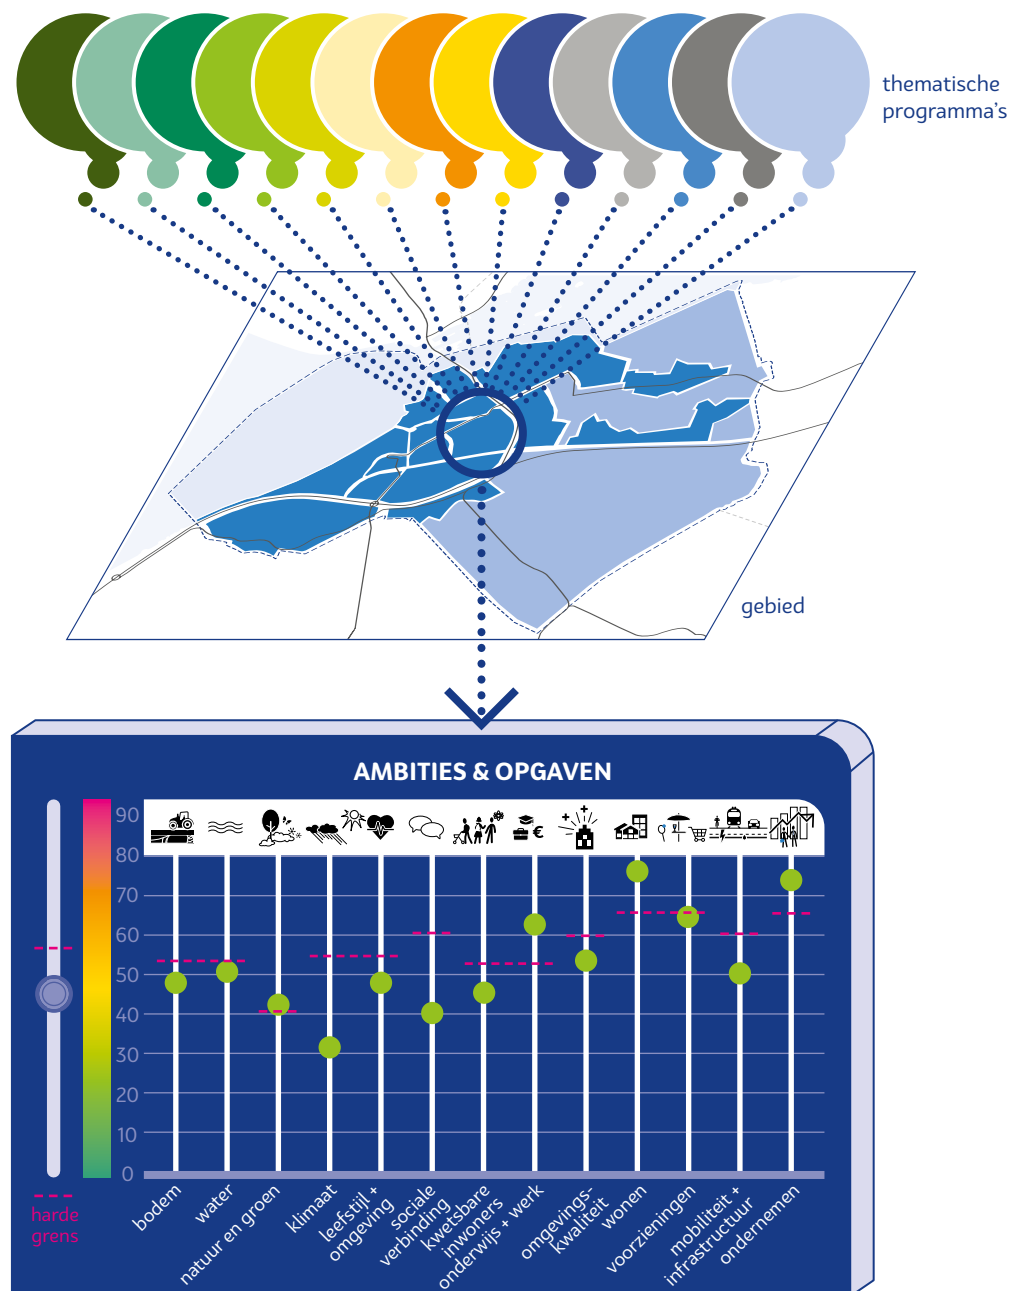 thematische
programma's
gebied
AMBITIES & OPGAVEN
90
80
70
60
50
40
30
20
10
0
harde
grens
bodem
water
natuur en groen
klimaat
leefstijl +
omgeving
sociale
verbinding
kwetsbare
inwoners
onderwijs + werk
omgevings-
kwaliteit
wonen
voorzieningen
mobiliteit +
infrastructuur
ondernemen